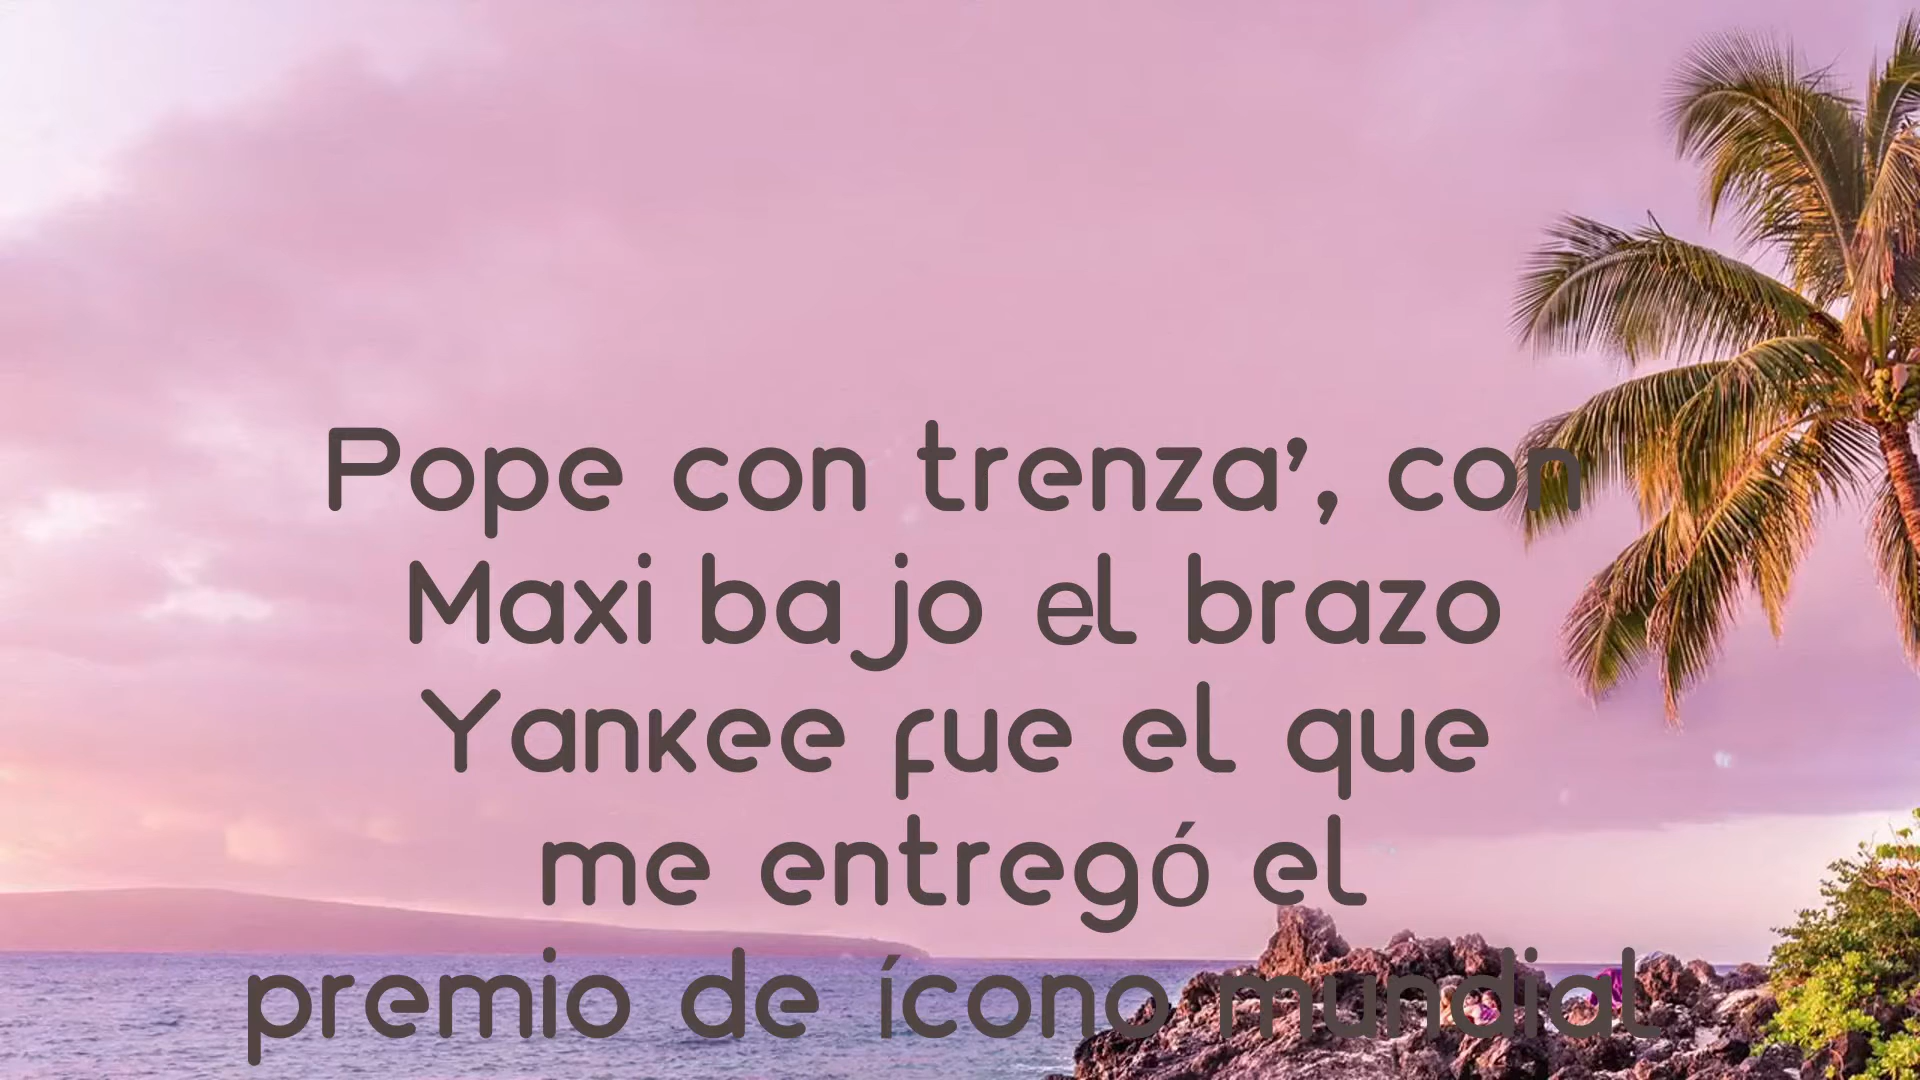 Pope con trenza', con
Maxi bajo el brazo
Yankee fue el que
me entregó el
premio de ícono mundial